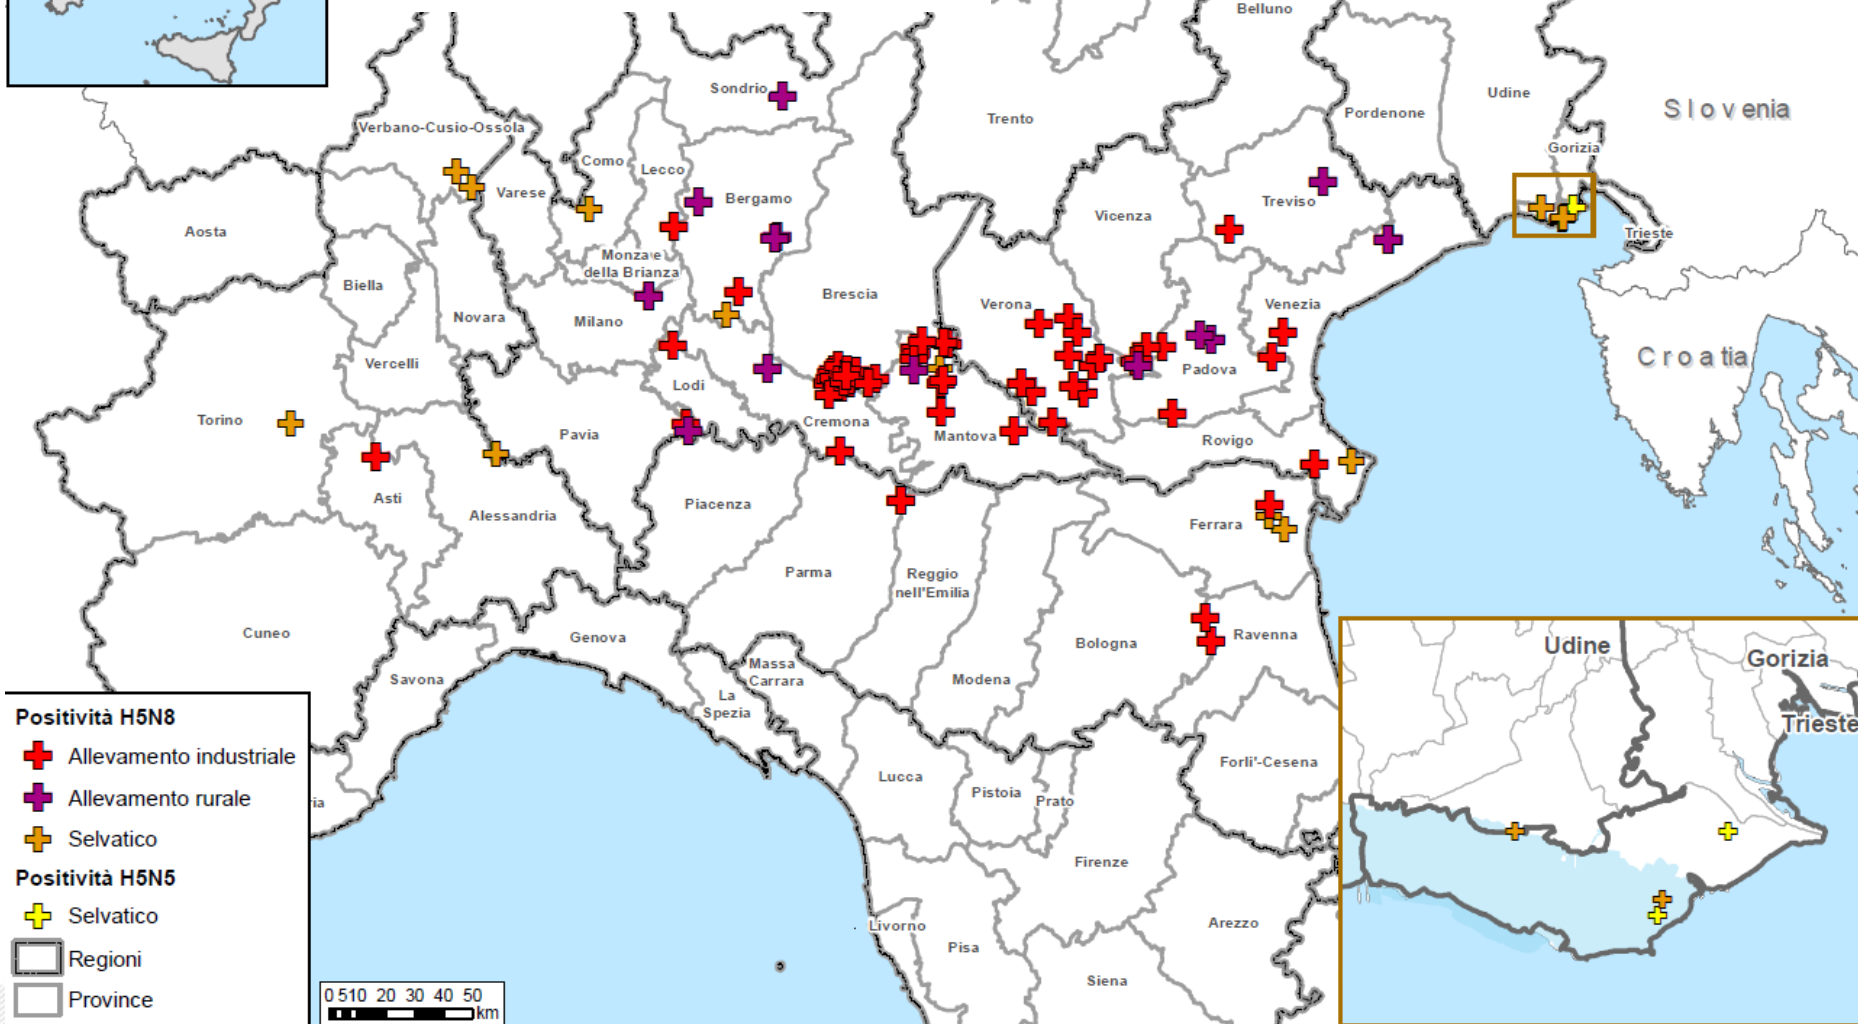 Belluno
Sondrio
Udine
Slovenia
Trento
Pordenone
Verbano-Cusio-Ossola
Gorizia
Como
Lecco
Varese
Bergamo
Treviso
Vicenza
Aosta
Trieste
Monza e
della Brianza
Biella
Brescia
Verona
Venezia
Novara
Milano
Croatia
Vercelli
Padova
Lodi
Torino
Cremona
Pavia
Mantova
Rovigo
Asti
Piacenza
Alessandria
Ferrara
Parma
Reggio
nell'Emilia
Cuneo
Genova
Ravenna
Bologna
Massa
Carrara
Savona
Modena
La
Spezia
Lucca
Forli'-Cesena
Pistoia
Prato
Firenze
Livorno
Arezzo
Pisa
Siena
Udine
Gorizia
Trieste
Positività H5N8
Allevamento industriale
Allevamento rurale
Selvatico
Positività H5N5
Selvatico
Regioni
Province
ria
0 510 20 30 40 50
km